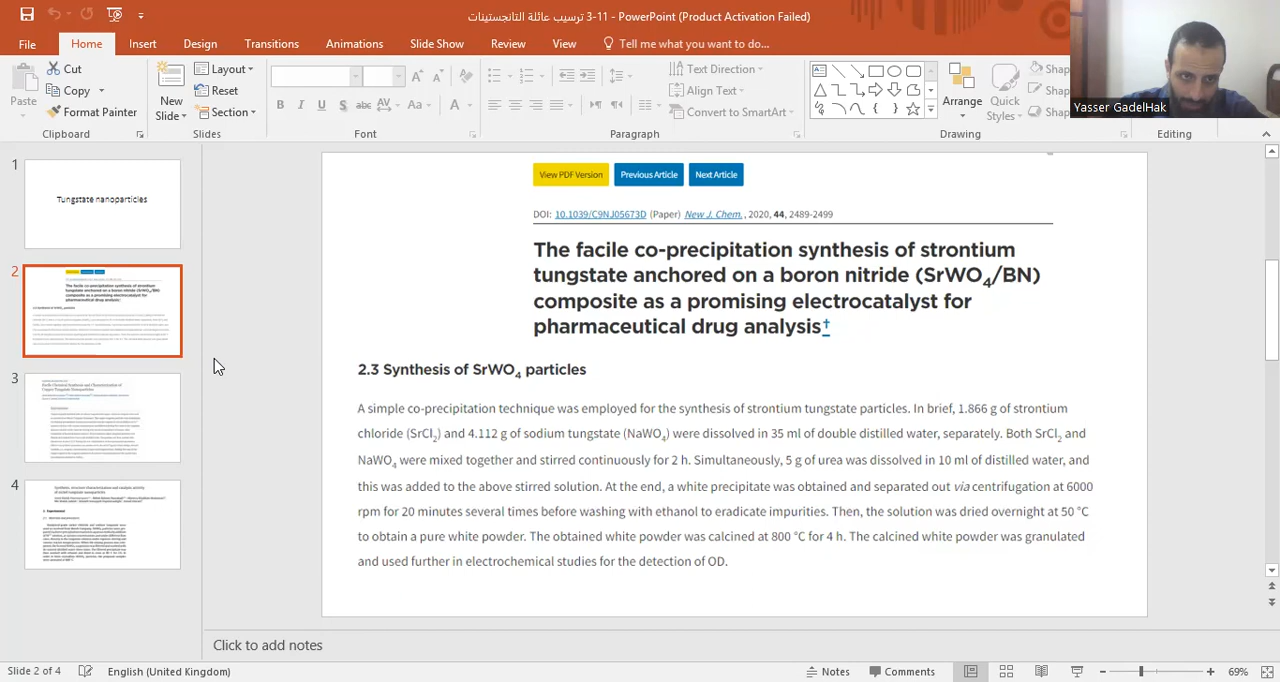 3-11 ترسيب عائلة التانجستينات - PowerPoint (Product Activation Failed)
File Home Insert Design Transitions Animations Slide Show Review View Tell me what you want to do...
Yasser GadelHak
Paste
Cut
Copy
Format Painter
Clipboard
New Slide
Layout
Reset
Section
Slides
B I U S abc AV Aa A
Font
Text Direction
Align Text
Convert to SmartArt
Paragraph
Arrange
Quick Styles
Drawing
Editing
1
Tungstate nanoparticles
2
3
4
View PDF Version Previous Article Next Article
DOI: 10.1039/C9NJ05673D (Paper) New J. Chem., 2020, 44, 2489-2499
The facile co-precipitation synthesis of strontium
tungstate anchored on a boron nitride (SrWO4/BN)
composite as a promising electrocatalyst for
pharmaceutical drug analysis†
2.3 Synthesis of SrWO4 particles
A simple co-precipitation technique was employed for the synthesis of strontium tungstate particles. In brief, 1.866 g of strontium
chloride (SrCl2) and of sodium tungstate (NaWO4) were dissolved distilled water, separately. Both SrCl2 and
NaWO4 were mixed together and stirred continuously for 2 h. Simultaneously, 5 g of urea was dissolved in 10 ml of distilled water, and
this was added to the above stirred solution. At the end, a white precipitate was formed and separated out via centrifugation at 6000
rpm for 20 minutes several times before washing with ethanol to eradicate impurities. Then, the solution was dried overnight at 50 °C
to obtain a pure white powder. The obtained white powder was calcined at for 4 h. The calcined white powder was granulated
and used further in electrochemical studies for the detection of OD.
Click to add notes
Slide 2 of 4 English (United Kingdom) Notes Comments 69%